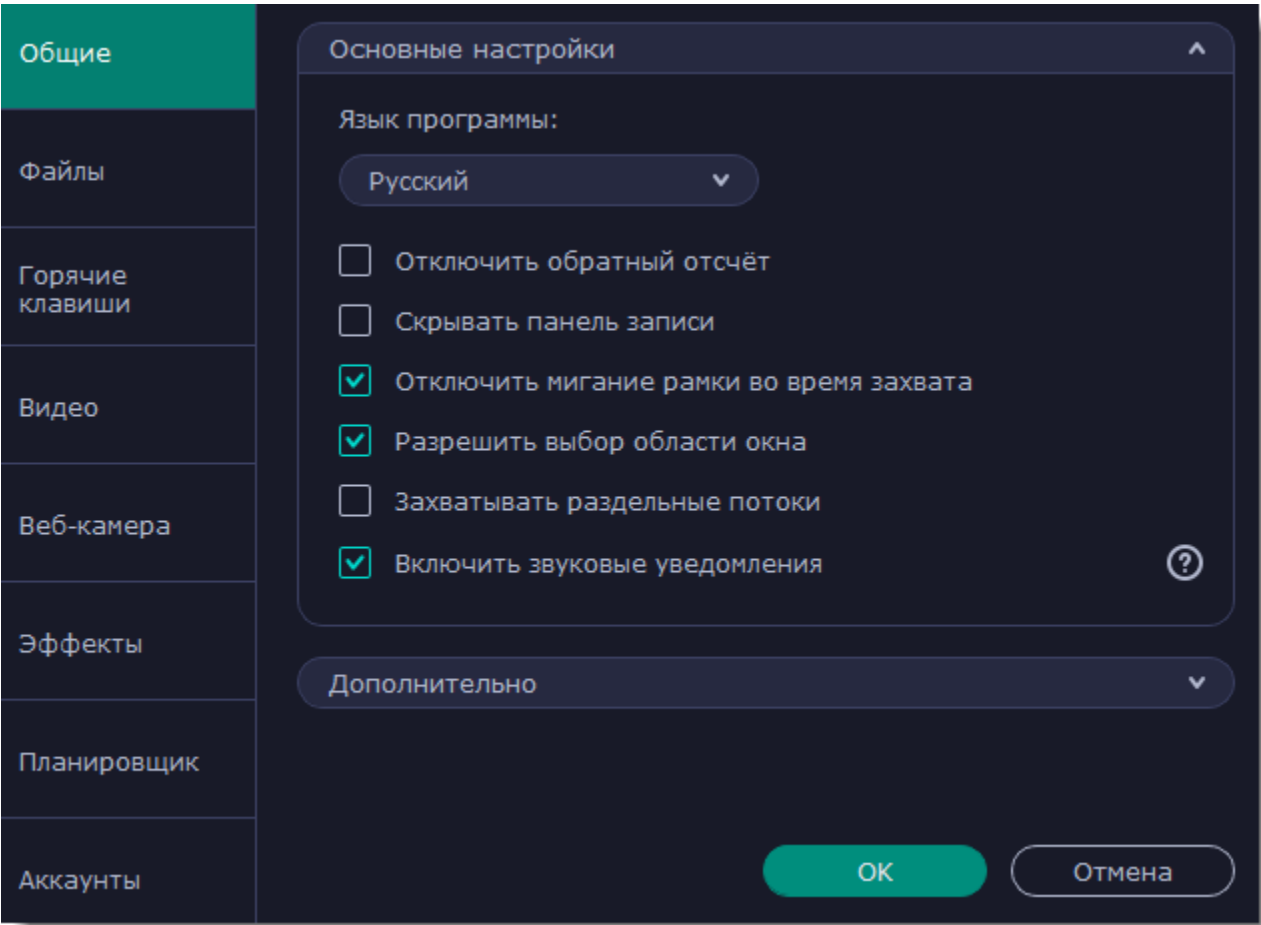 Общие
Файлы
Горячие
клавиши
Видео
Веб-камера
Эффекты
Планировщик
Аккаунты
Основные настройки
Язык программы:
Русский
Отключить обратный отсчёт
Скрывать панель записи
Отключить мигание рамки во время захвата
Разрешить выбор области окна
Захватывать раздельные потоки
Включить звуковые уведомления
?
Дополнительно
OK
Отмена